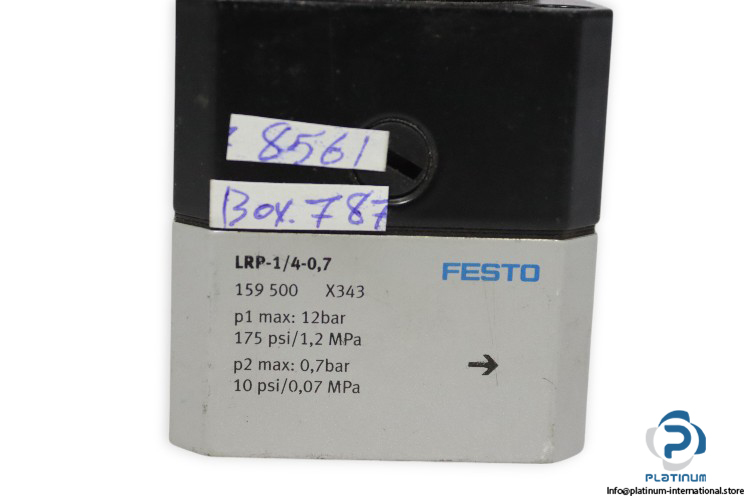 8561
Box. 787
LRP-1/4-0,7
FESTO
159 500 X343
p1 max: 12bar
175 psi/1,2 MPa
p2 max: 0,7bar
10 psi/0,07 MPa
→
PLATINUM
Info@platinum-international.store